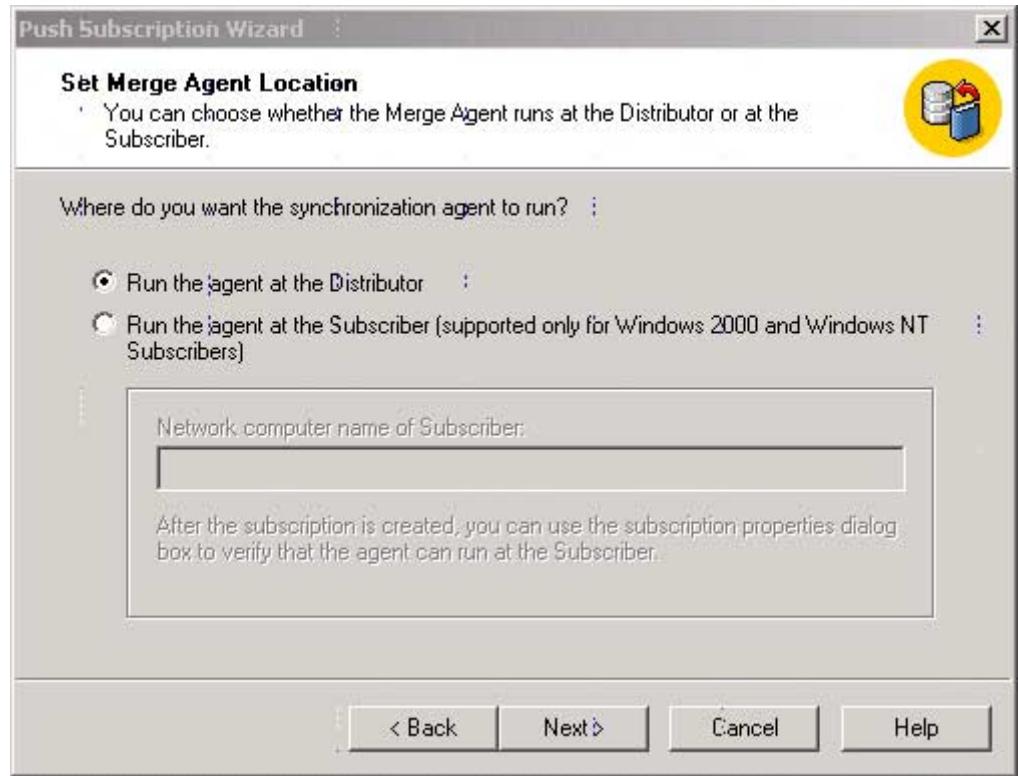 Push Subscription Wizard
Set Merge Agent Location
You can choose whether the Merge Agent runs at the Distributor or at the
Subscriber.
Where do you want the synchronization agent to run?
Run the agent at the Distributor
Run the agent at the Subscriber (supported only for Windows 2000 and Windows NT
Subscribers)
Network computer name of Subscriber:
After the subscription is created, you can use the subscription properties dialog
box to verify that the agent can run at the Subscriber.
< Back Next > Cancel Help